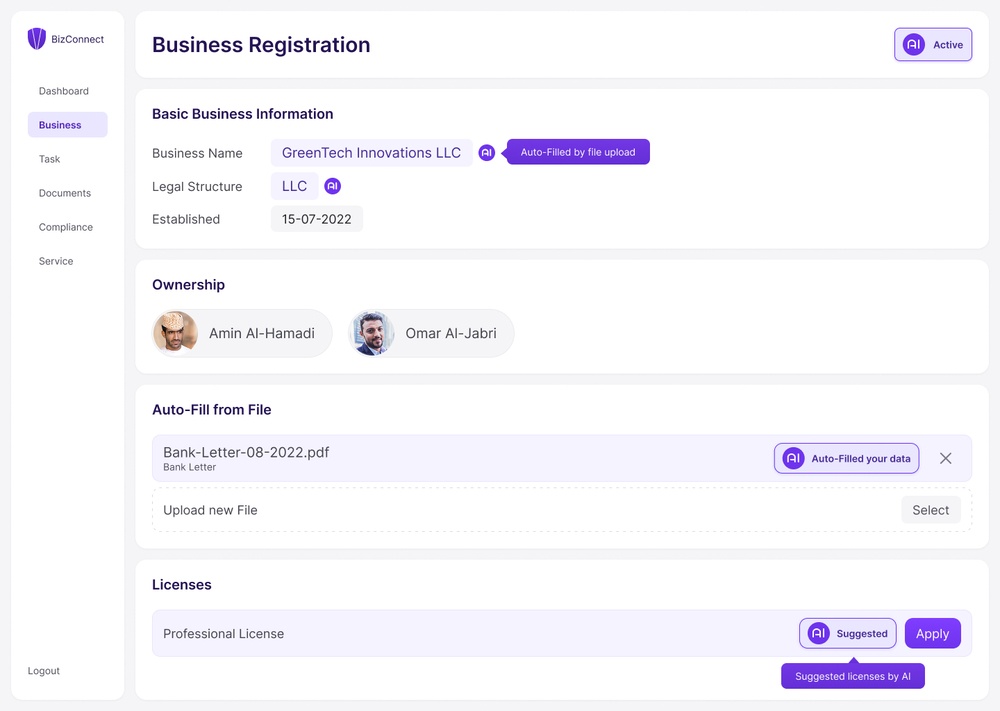 BizConnect
Dashboard
Business
Task
Documents
Compliance
Service
Logout
Business Registration
AI Active
Basic Business Information
Business Name GreenTech Innovations LLC AI Auto-Filled by file upload
Legal Structure LLC AI
Established 15-07-2022
Ownership
Amin Al-Hamadi Omar Al-Jabri
Auto-Fill from File
Bank-Letter-08-2022.pdf
Bank Letter
AI Auto-Filled your data
Upload new File Select
Licenses
Professional License AI Suggested Apply
Suggested licenses by AI